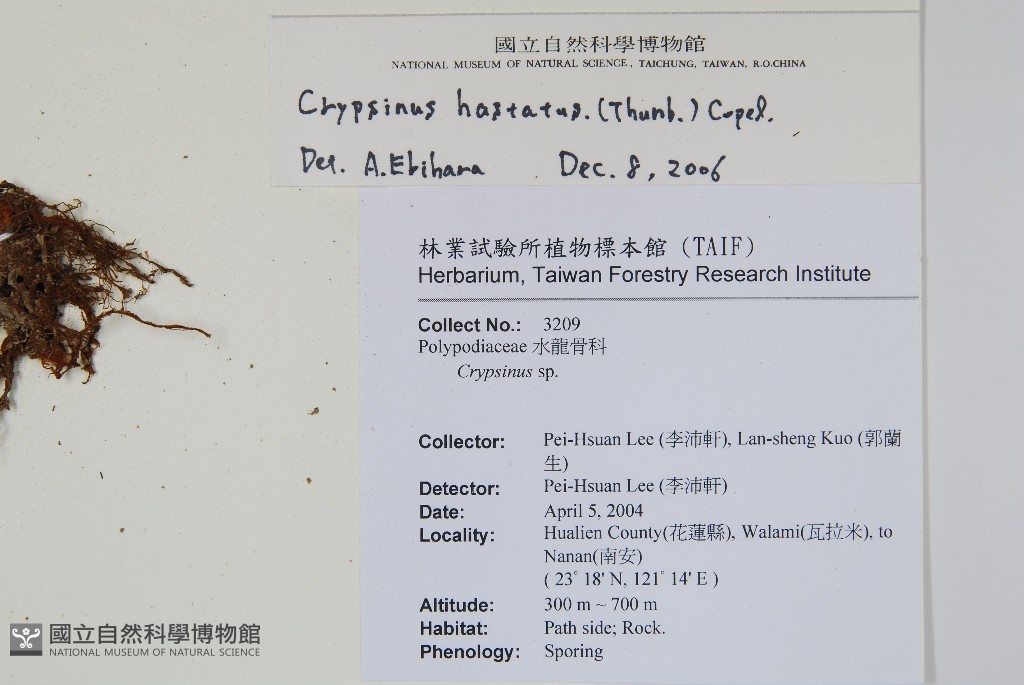 國立自然科學博物館
NATIONAL MUSEUM OF NATURAL SCIENCE, TAICHUNG, TAIWAN, R.O.CHINA
Crypsinus hastatus. (Thunb.) Copel.
Det. A.Ebihara Dec. 8, 2006
林業試驗所植物標本館 (TAIF)
Herbarium, Taiwan Forestry Research Institute
Collect No.: 3209
Polypodiaceae 水龍骨科
Crypsinus sp.
Collector: Pei-Hsuan Lee (李沛軒), Lan-sheng Kuo (郭蘭
生)
Detector: Pei-Hsuan Lee (李沛軒)
Date: April 5, 2004
Locality: Hualien County(花蓮縣), Walami(瓦拉米), to
Nanan(南安)
( 23° 18' N, 121° 14' E )
Altitude: 300 m ~ 700 m
Habitat: Path side; Rock.
Phenology: Sporing
國立自然科學博物館
NATIONAL MUSEUM OF NATURAL SCIENCE